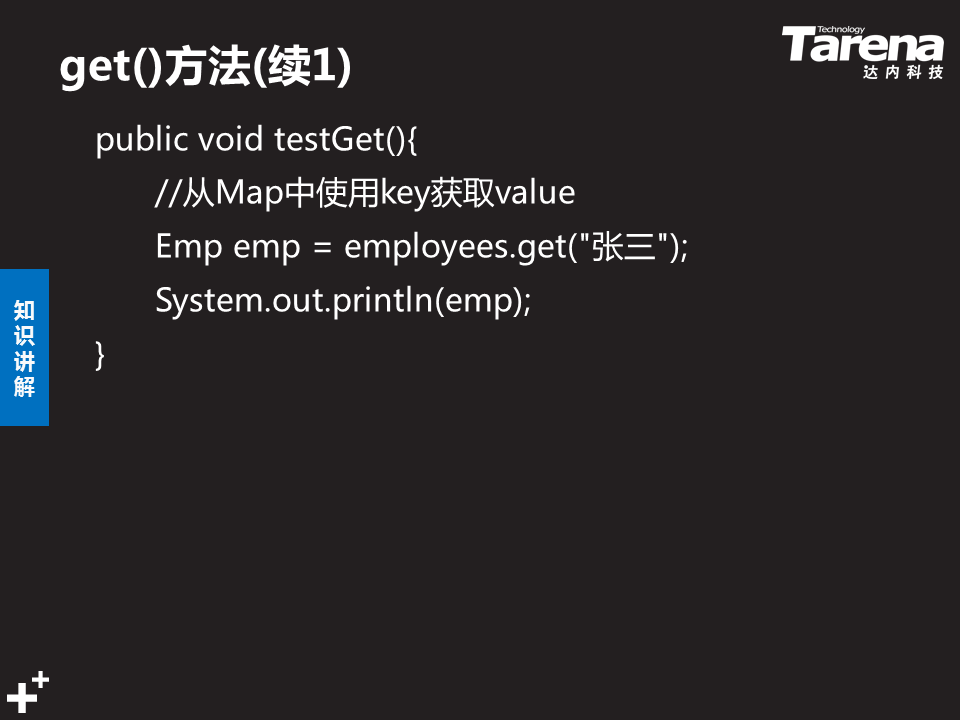 get()方法(续1)
Technology
Tarena
达内科技
public void testGet(){
//从Map中使用key获取value
Emp emp = employees.get("张三");
System.out.println(emp);
}
知
识
讲
解